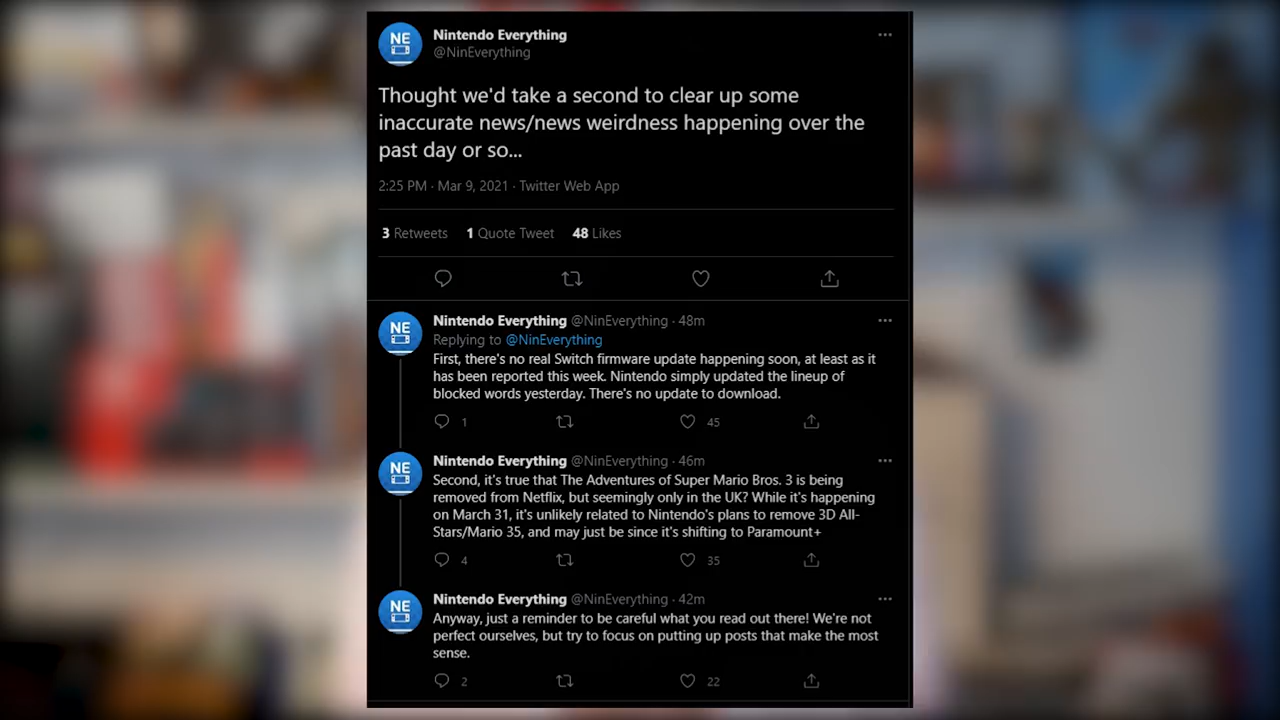 NE
Nintendo Everything
@NinEverything
Thought we'd take a second to clear up some
inaccurate news/news weirdness happening over the
past day or so...
2:25 PM · Mar 9, 2021 · Twitter Web App
3 Retweets 1 Quote Tweet 48 Likes
NE
Nintendo Everything @NinEverything · 48m
Replying to @NinEverything
First, there's no real Switch firmware update happening soon, at least as it
has been reported this week. Nintendo simply updated the lineup of
blocked words yesterday. There's no update to download.
1 45
NE
Nintendo Everything @NinEverything · 46m
Second, it's true that The Adventures of Super Mario Bros. 3 is being
removed from Netflix, but seemingly only in the UK? While it's happening
on March 31, it's unlikely related to Nintendo's plans to remove 3D All-
Stars/Mario 35, and may just be since it's shifting to Paramount+
4 35
NE
Nintendo Everything @NinEverything · 42m
Anyway, just a reminder to be careful what you read out there! We're not
perfect ourselves, but try to focus on putting up posts that make the most
sense.
2 22